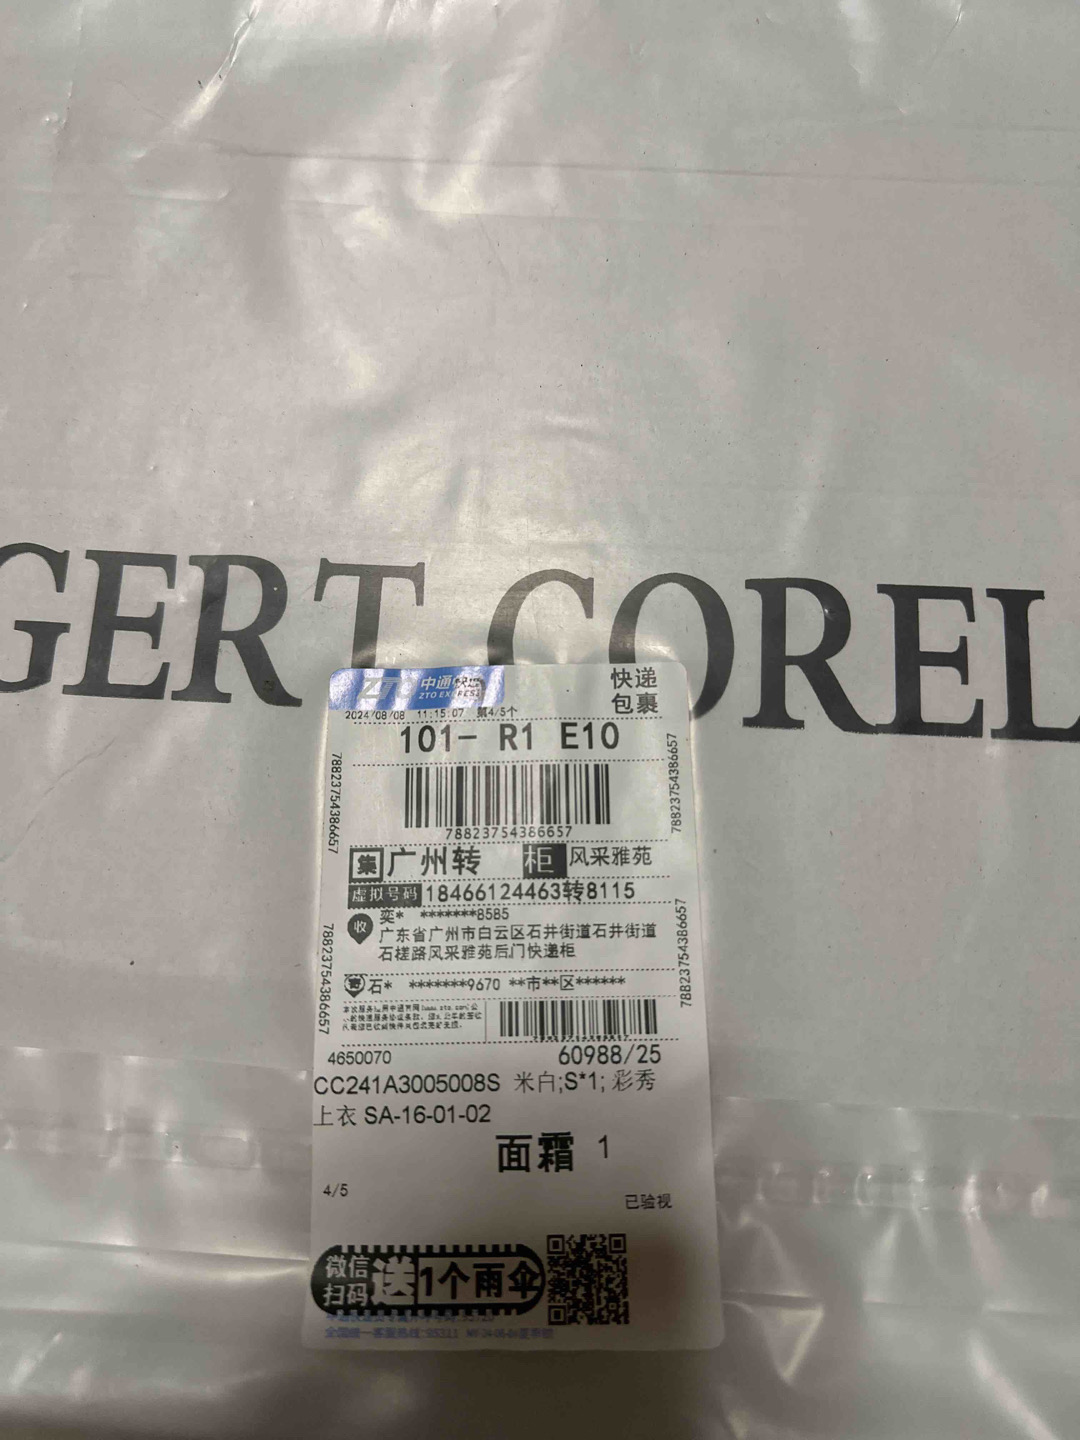 GERT COREL
中通快递
ZTO EXPRESS
快递
包裹
2024/08/08 11:15:07 第4/5个
101- R1 E10
78823754386657
78823754386657
78823754386657
集 广州转 柜 风采雅苑
虚拟号码 18466124463转8115
收 奕* *******8585
广东省广州市白云区石井街道石井街道
石槎路风采雅苑后门快递柜
78823754386657
78823754386657
寄 石* *******9670 **市**区******
4650070
60988/25
CC241A3005008S 米白;S*1; 彩秀
上衣 SA-16-01-02
面霜 1
4/5
已验视
微信
扫码 送 1个雨伞